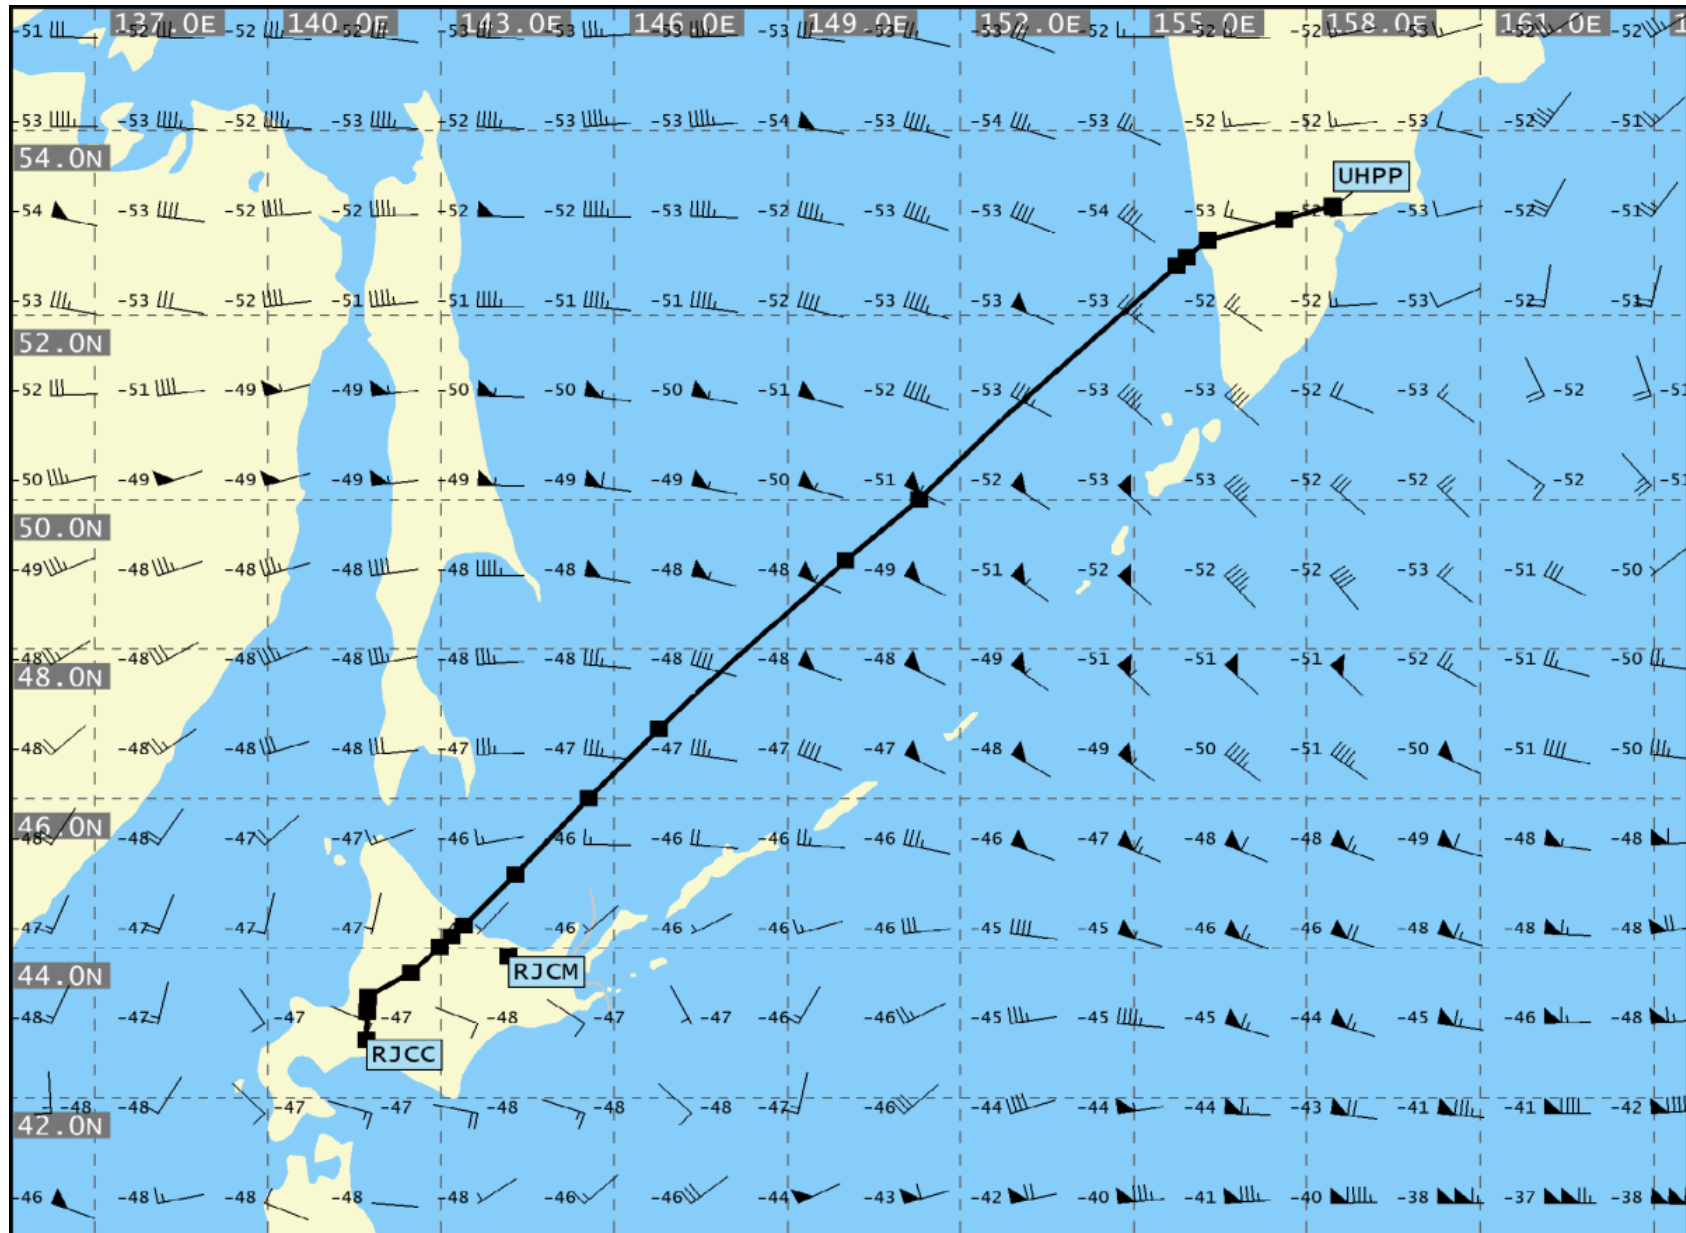 137.0E 140.0E 143.0E 146.0E 149.0E 152.0E 155.0E 158.0E 161.0E
-51 -52 -52 -52 -53 -53 -53 -53 -53 -53 -52 -52 -52 -53 -52 -52
-53 -53 -52 -53 -52 -53 -53 -54 -53 -54 -53 -52 -52 -53 -52 -51
54.0N
UHPP
-54 -53 -52 -52 -52 -52 -53 -52 -53 -53 -54 -53 -52 -53 -52 -51
-53 -53 -52 -51 -51 -51 -51 -52 -53 -53 -53 -52 -52 -53 -52 -51
52.0N
-52 -51 -49 -49 -50 -50 -50 -51 -52 -53 -53 -53 -52 -53 -52 -51
-50 -49 -49 -49 -49 -49 -49 -50 -51 -52 -53 -53 -52 -52 -52 -51
50.0N
-49 -48 -48 -48 -48 -48 -48 -48 -49 -51 -52 -52 -52 -53 -51 -50
-48 -48 -48 -48 -48 -48 -48 -48 -48 -49 -51 -51 -51 -52 -51 -50
48.0N
-48 -48 -48 -48 -47 -47 -47 -47 -47 -48 -49 -50 -51 -50 -51 -50
46.0N
-48 -48 -47 -47 -46 -46 -46 -46 -46 -46 -47 -48 -48 -49 -48 -48
-47 -47 -47 -47 -46 -46 -46 -46 -45 -45 -46 -46 -48 -48 -48
44.0N
RJCM
-48 -47 -47 -47 -48 -47 -47 -46 -46 -45 -45 -45 -44 -45 -46 -48
RJCC
-48 -48 -47 -47 -48 -48 -48 -47 -46 -44 -44 -44 -43 -41 -41 -42
42.0N
-46 -48 -48 -48 -48 -46 -46 -44 -43 -42 -40 -41 -40 -38 -37 -38